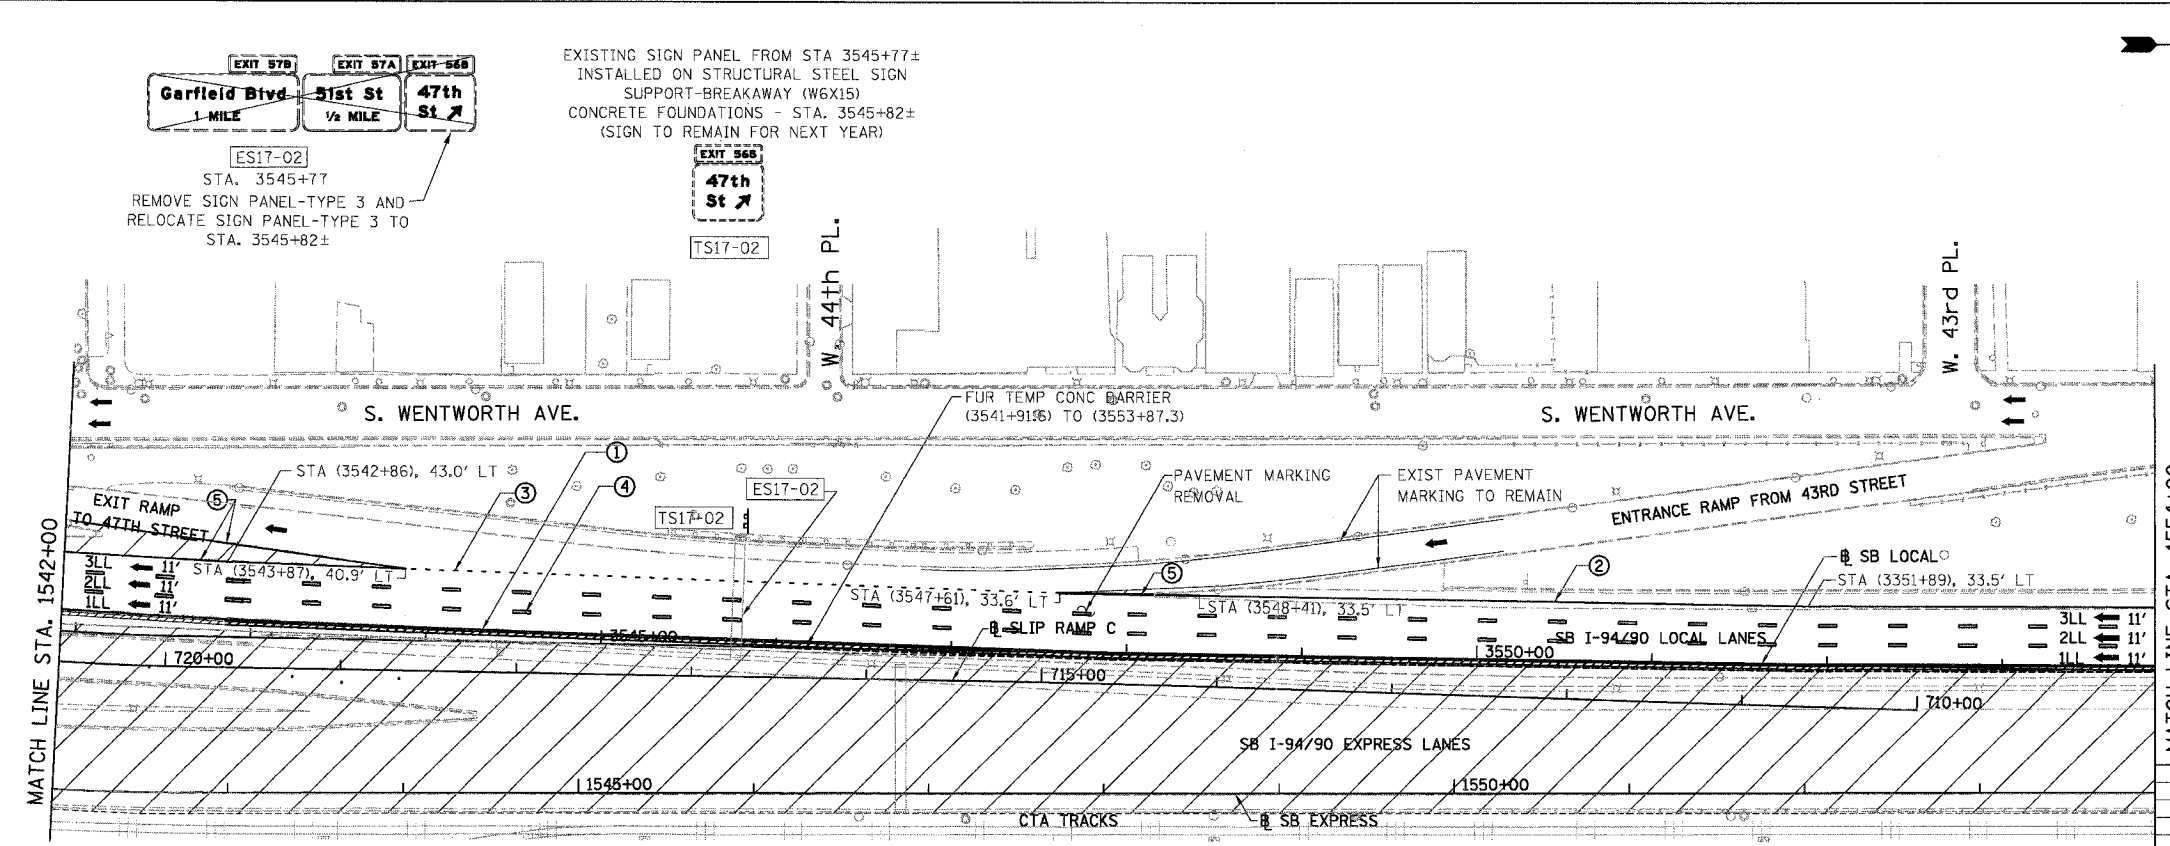 EXIT 57B
EXIT 57A
EXIT 56B
Garfield Blvd
1 MILE
51st St
1/2 MILE
47th
St
ES17-02
STA. 3545+77
REMOVE SIGN PANEL-TYPE 3 AND
RELOCATE SIGN PANEL-TYPE 3 TO
STA. 3545+82±
EXISTING SIGN PANEL FROM STA 3545+77±
INSTALLED ON STRUCTURAL STEEL SIGN
SUPPORT-BREAKAWAY (W6X15)
CONCRETE FOUNDATIONS - STA. 3545+82±
(SIGN TO REMAIN FOR NEXT YEAR)
EXIT 56B
47th
St
TS17-02
W. 44th PL.
W. 43rd PL.
S. WENTWORTH AVE.
FUR TEMP CONC BARRIER
(3541+91.6) TO (3553+87.3)
S. WENTWORTH AVE.
STA (3542+86), 43.0' LT
1
3
4
5
ES17-02
TS17-02
PAVEMENT MARKING
REMOVAL
EXIST PAVEMENT
MARKING TO REMAIN
ENTRANCE RAMP FROM 43RD STREET
EXIT RAMP
TO 47TH STREET
STA (3543+87), 40.9' LT
3LL 11'
2LL 11'
1LL 11'
STA (3547+61), 33.6' LT
5
STA (3548+41), 33.5' LT
2
℄ SB LOCAL
STA (3351+89), 33.5' LT
3LL 11'
2LL 11'
1LL 11'
3545+00
℄ SLIP RAMP C
SB I-94/90 LOCAL LANES
3550+00
720+00
715+00
710+00
SB I-94/90 EXPRESS LANES
1545+00
1550+00
CTA TRACKS
℄ SB EXPRESS
MATCH LINE STA. 1542+00